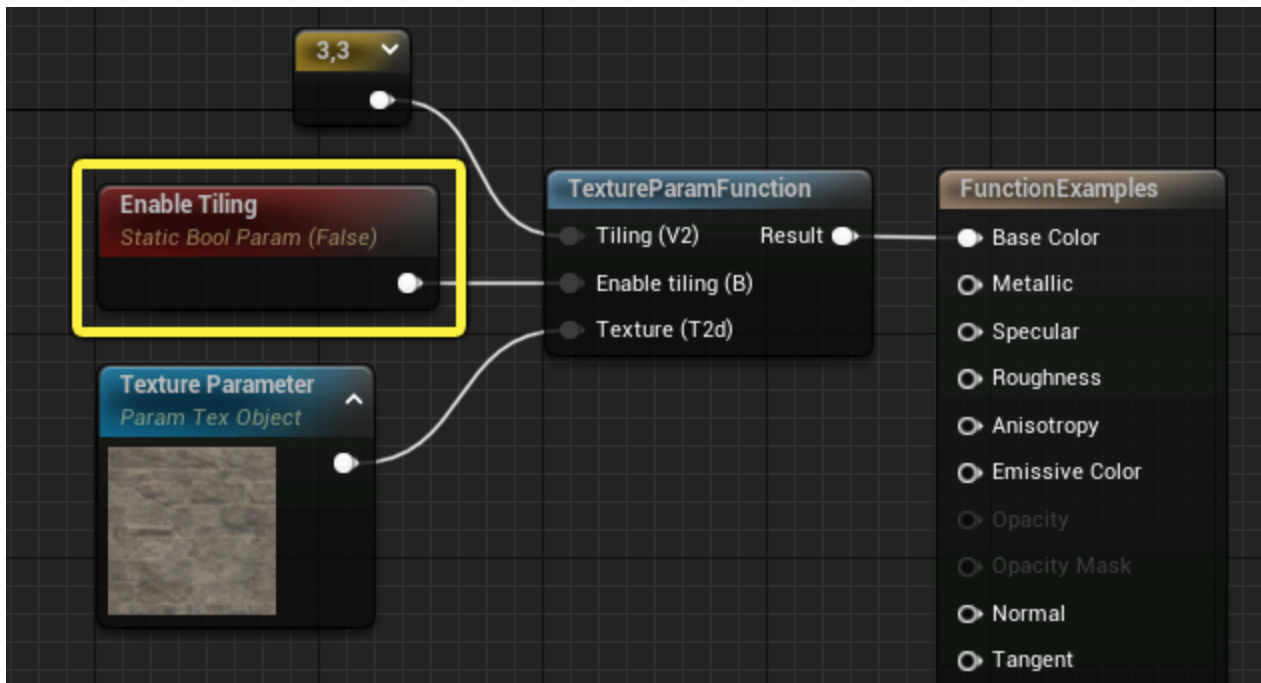 3,3
Enable Tiling
Static Bool Param (False)
Texture Parameter
Param Tex Object
TextureParamFunction
Tiling (V2) Result
Enable tiling (B)
Texture (T2d)
FunctionExamples
Base Color
Metallic
Specular
Roughness
Anisotropy
Emissive Color
Opacity
Opacity Mask
Normal
Tangent